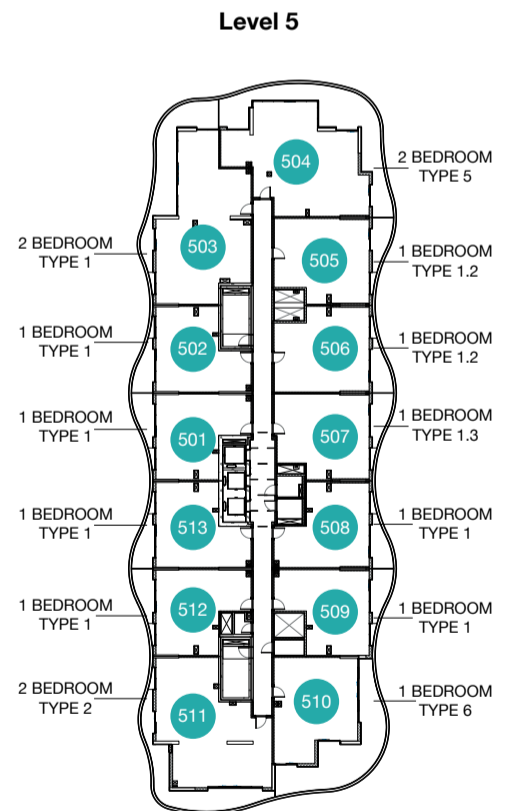 Level 5
504
2 BEDROOM
TYPE 5
503
2 BEDROOM
TYPE 1
505
1 BEDROOM
TYPE 1.2
502
1 BEDROOM
TYPE 1
506
1 BEDROOM
TYPE 1.2
501
1 BEDROOM
TYPE 1
507
1 BEDROOM
TYPE 1.3
513
1 BEDROOM
TYPE 1
508
1 BEDROOM
TYPE 1
512
1 BEDROOM
TYPE 1
509
1 BEDROOM
TYPE 1
511
2 BEDROOM
TYPE 2
510
1 BEDROOM
TYPE 6